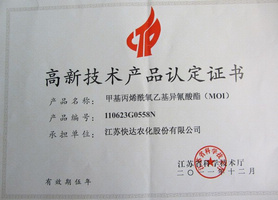 高新技术产品认定证书
产品名称： 甲基丙烯酸氧乙基异氰酸酯（MOI）
产品编号： 110623G0558N
承担单位： 江苏快达农化股份有限公司
江苏省科学技术厅
二〇一一年十二月
有效期伍年